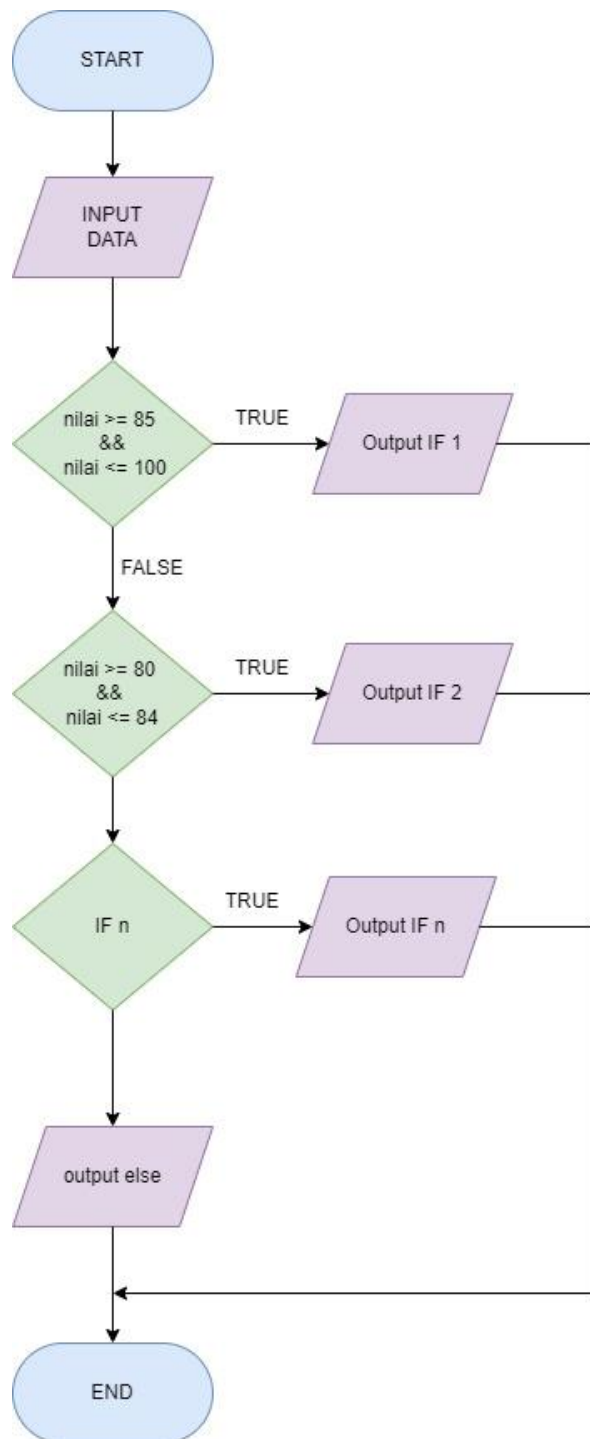 START
INPUT
DATA
nilai >= 85
&&
nilai <= 100
TRUE
Output IF 1
FALSE
nilai >= 80
&&
nilai <= 84
TRUE
Output IF 2
IF n
TRUE
Output IF n
output else
END